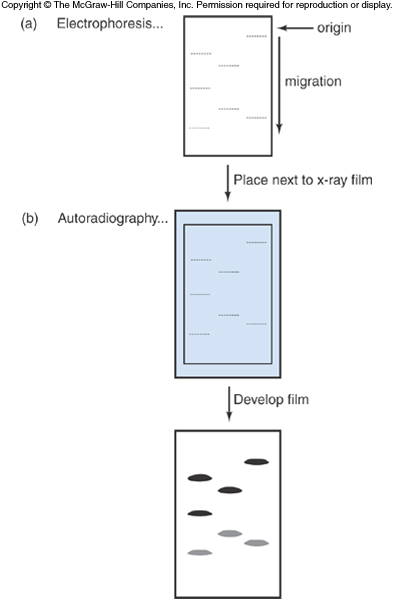 Copyright © The McGraw-Hill Companies, Inc. Permission required for reproduction or display.
(a) Electrophoresis...
origin
migration
Place next to x-ray film
(b) Autoradiography...
Develop film